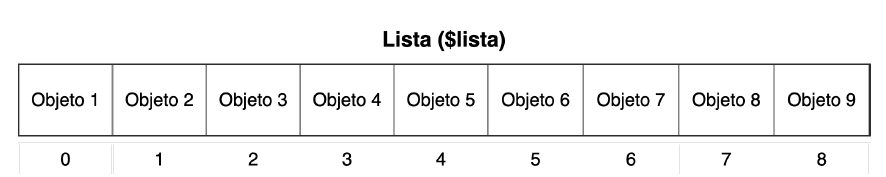 Lista ($lista)
Objeto 1 Objeto 2 Objeto 3 Objeto 4 Objeto 5 Objeto 6 Objeto 7 Objeto 8 Objeto 9
0 1 2 3 4 5 6 7 8